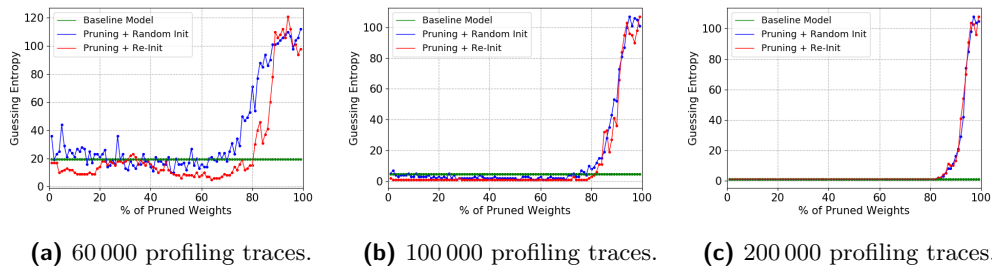 Guessing Entropy
120
100
80
60
40
20
0
Baseline Model
Pruning + Random Init
Pruning + Re-Init
0 20 40 60 80 100
% of Pruned Weights
(a) 60 000 profiling traces.
Guessing Entropy
100
80
60
40
20
0
Baseline Model
Pruning + Random Init
Pruning + Re-Init
0 20 40 60 80 100
% of Pruned Weights
(b) 100 000 profiling traces.
Guessing Entropy
100
80
60
40
20
0
Baseline Model
Pruning + Random Init
Pruning + Re-Init
0 20 40 60 80 100
% of Pruned Weights
(c) 200 000 profiling traces.